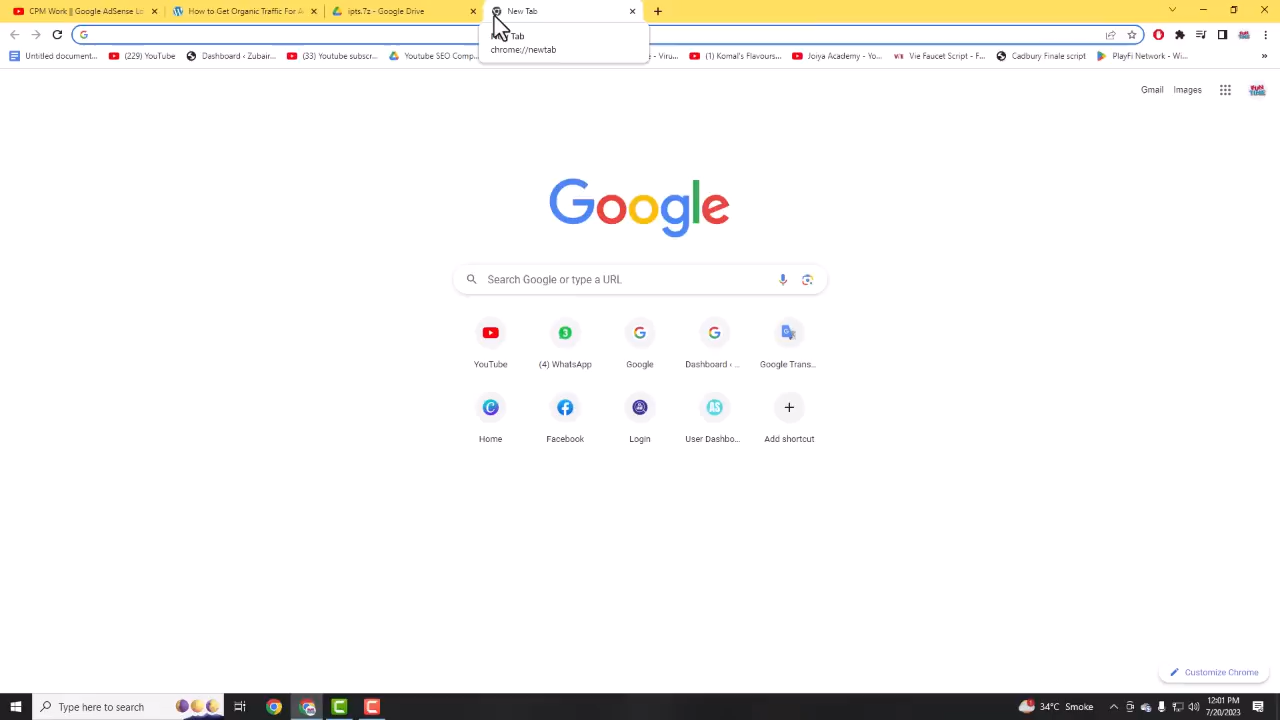 CPM Work || Google AdSense Lo
How to Get Organic Traffic For A
ipts.7z - Google Drive
New Tab
Tab
chrome://newtab
Untitled document...
(229) YouTube
Dashboard ‹ Zubair...
(33) Youtube subscr...
Youtube SEO Comp...
- Viru...
(1) Komal's Flavours...
Joiya Academy - Yo...
Vie Faucet Script - F...
Cadbury Finale script
PlayFi Network - Wi...
»
Gmail
Images
Google
Search Google or type a URL
YouTube
(4) WhatsApp
Google
Dashboard ‹ ...
Google Trans...
Home
Facebook
Login
User Dashbo...
Add shortcut
Customize Chrome
Type here to search
34°C Smoke
12:01 PM
7/20/2023